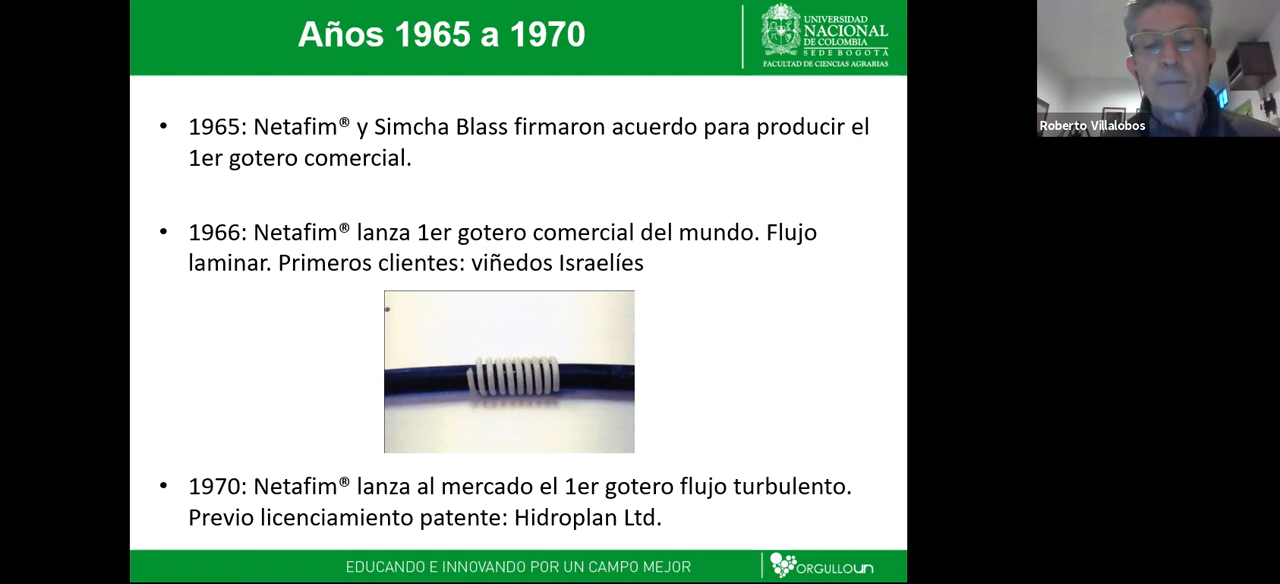 Años 1965 a 1970
UNIVERSIDAD
NACIONAL
DE COLOMBIA
SEDE BOGOTÁ
FACULTAD DE CIENCIAS AGRARIAS
Roberto Villalobos
• 1965: Netafim® y Simcha Blass firmaron acuerdo para producir el
1er gotero comercial.
• 1966: Netafim® lanza 1er gotero comercial del mundo. Flujo
laminar. Primeros clientes: viñedos Israelíes
• 1970: Netafim® lanza al mercado el 1er gotero flujo turbulento.
Previo licenciamiento patente: Hidroplan Ltd.
EDUCANDO E INNOVANDO POR UN CAMPO MEJOR
ORGULLOUN